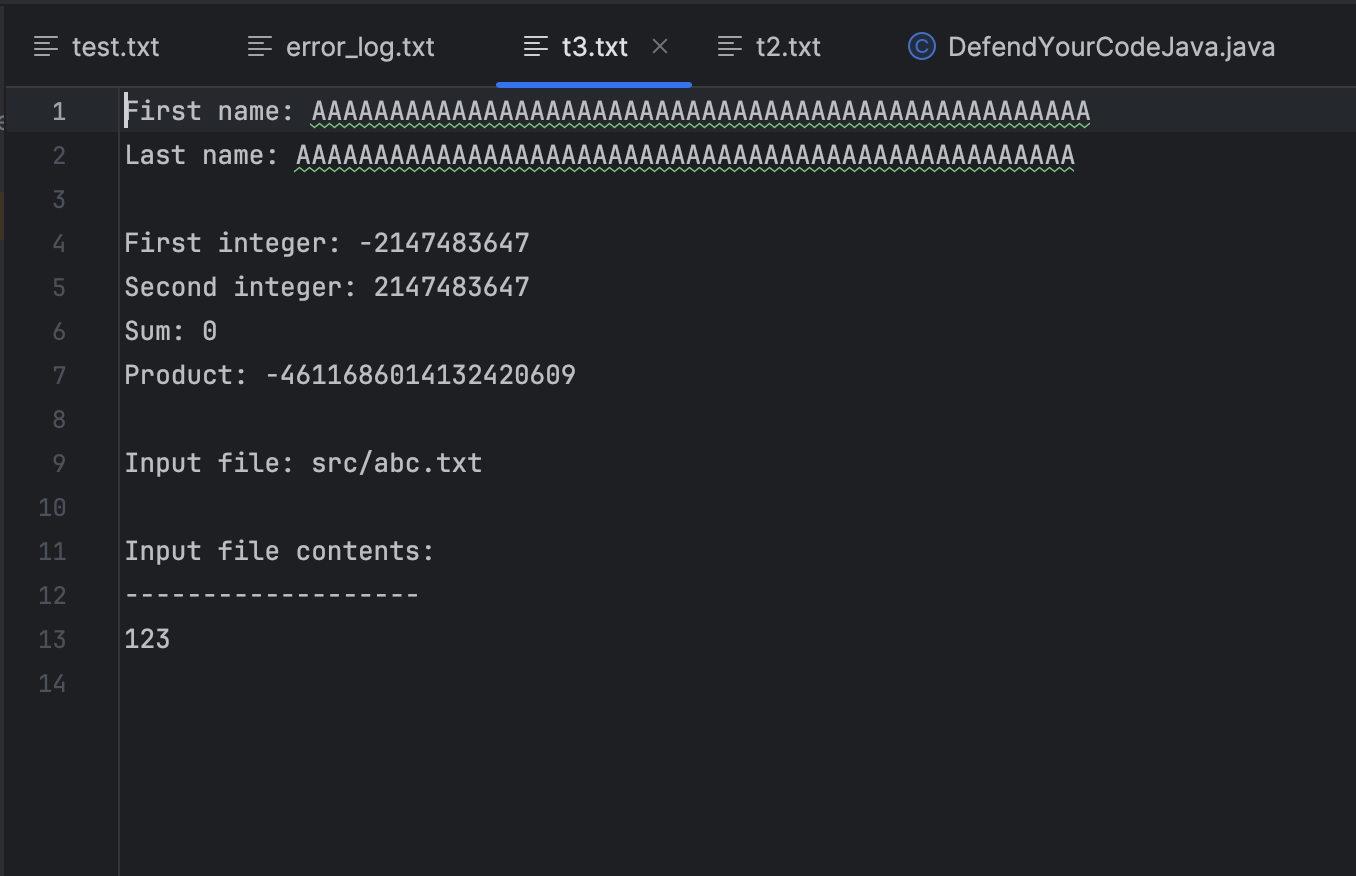 test.txt error_log.txt t3.txt t2.txt DefendYourCodeJava.java
1 First name: AAAAAAAAAAAAAAAAAAAAAAAAAAAAAAAAAAAAAAAAAAAAAAAAAA
2 Last name: AAAAAAAAAAAAAAAAAAAAAAAAAAAAAAAAAAAAAAAAAAAAAAAAAA
3
4 First integer: -2147483647
5 Second integer: 2147483647
6 Sum: 0
7 Product: -4611686014132420609
8
9 Input file: src/abc.txt
10
11 Input file contents:
12 -------------------
13 123
14